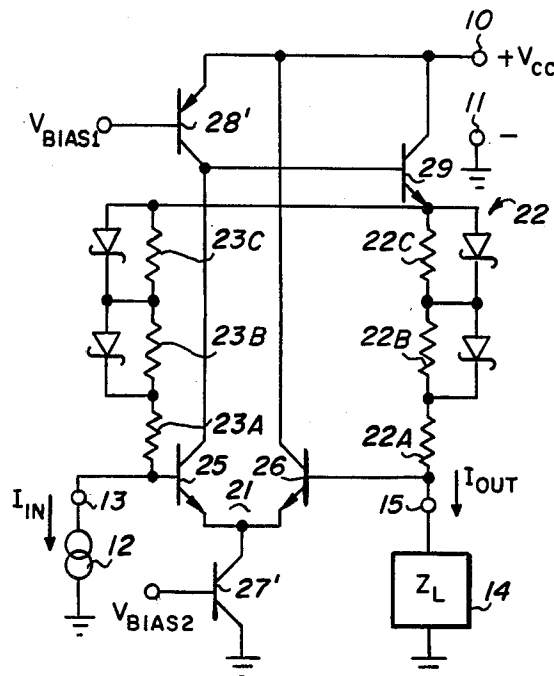 10
+VCC
28'
11
VBIAS1
−
29
22
23C
22C
23B
22B
23A
22A
25
26
IOUT
IIN
13
21
15
12
27'
ZL
14
VBIAS2